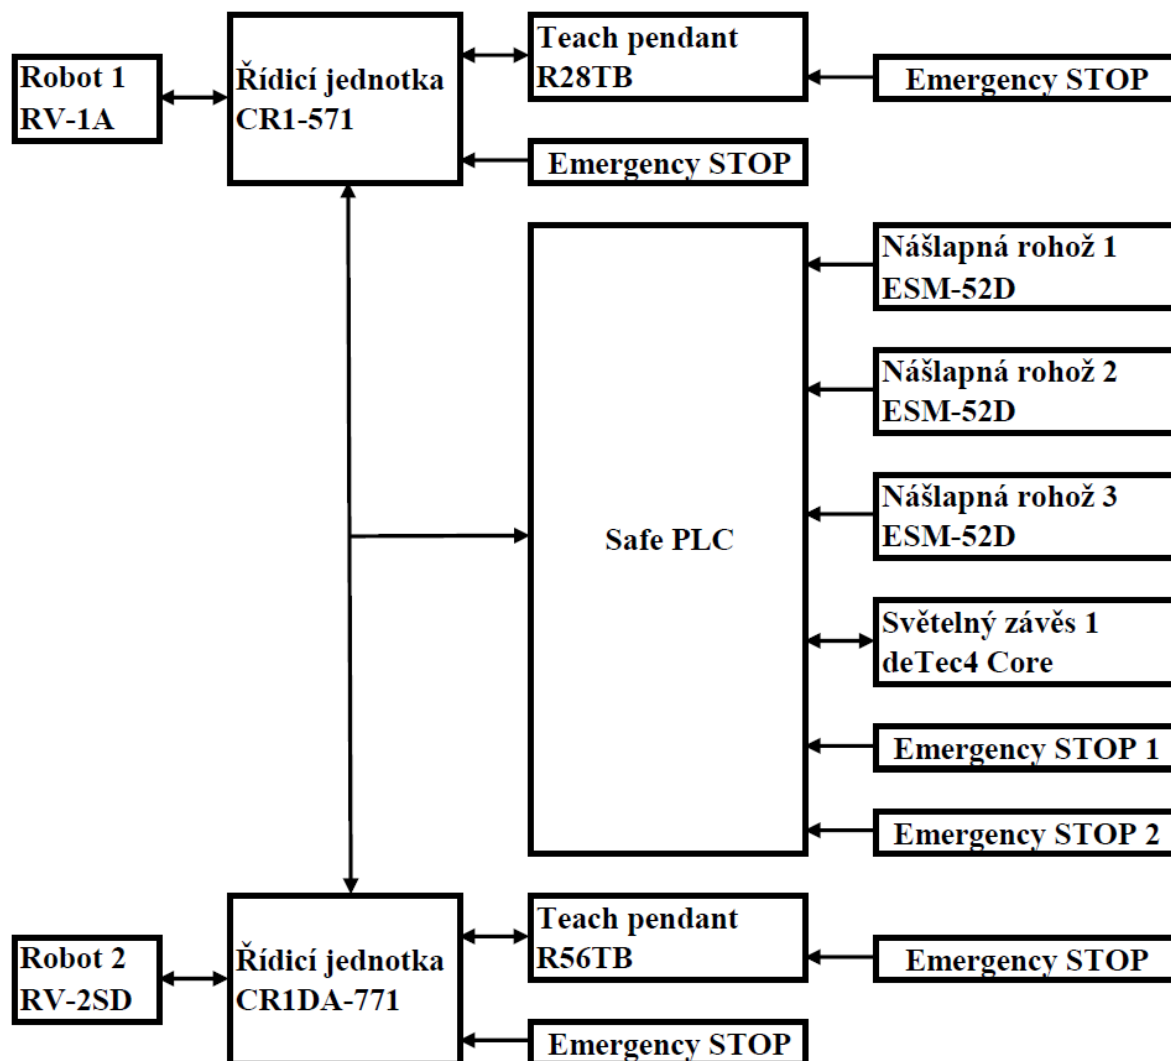 Robot 1
RV-1A
Řídicí jednotka
CR1-571
Teach pendant
R28TB
Emergency STOP
Emergency STOP
Safe PLC
Nášlapná rohož 1
ESM-52D
Nášlapná rohož 2
ESM-52D
Nášlapná rohož 3
ESM-52D
Světelný závěs 1
deTec4 Core
Emergency STOP 1
Emergency STOP 2
Robot 2
RV-2SD
Řídicí jednotka
CR1DA-771
Teach pendant
R56TB
Emergency STOP
Emergency STOP